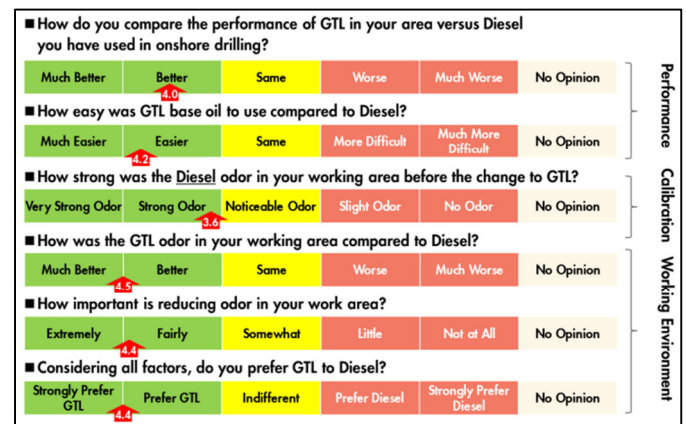 ■ How do you compare the performance of GTL in your area versus Diesel
you have used in onshore drilling?
Much Better Better Same Worse Much Worse No Opinion
4.0
■ How easy was GTL base oil to use compared to Diesel?
Much Easier Easier Same More Difficult Much More
Difficult No Opinion
4.2
■ How strong was the Diesel odor in your working area before the change to GTL?
Very Strong Odor Strong Odor Noticeable Odor Slight Odor No Odor No Opinion
3.6
■ How was the GTL odor in your working area compared to Diesel?
Much Better Better Same Worse Much Worse No Opinion
4.5
■ How important is reducing odor in your work area?
Extremely Fairly Somewhat Little Not at All No Opinion
4.4
■ Considering all factors, do you prefer GTL to Diesel?
Strongly Prefer
GTL Prefer GTL Indifferent Prefer Diesel Strongly Prefer
Diesel No Opinion
4.4
Performance
Calibration
Working Environment